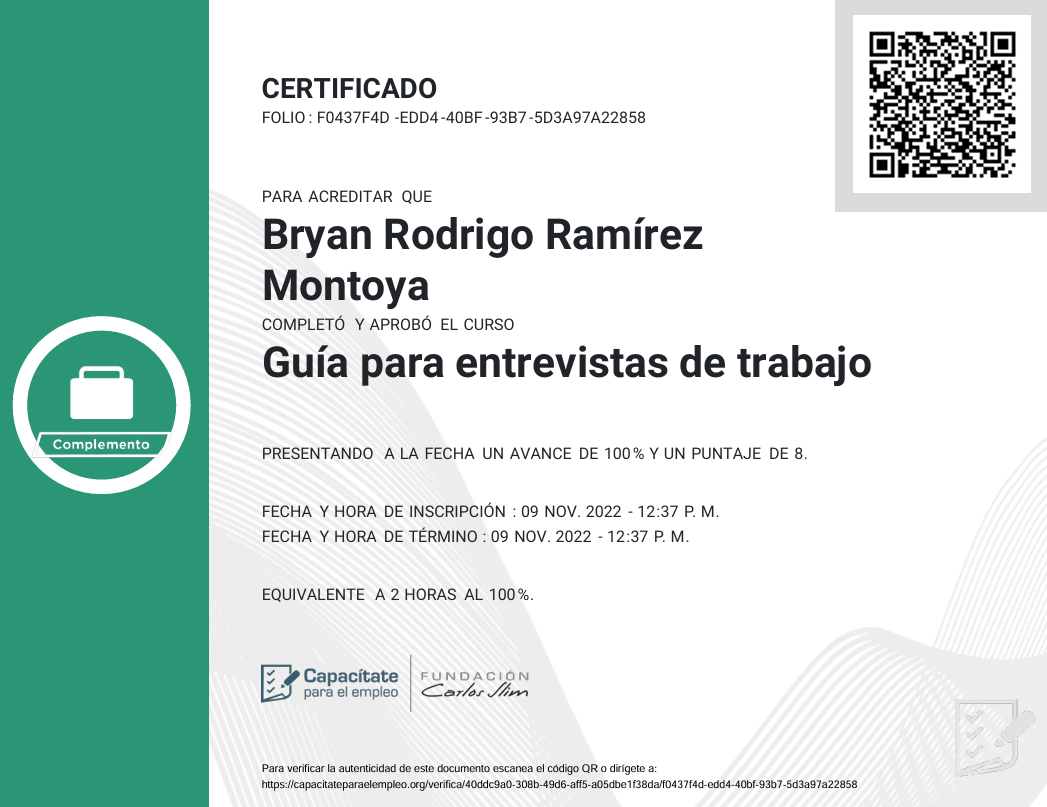 CERTIFICADO
FOLIO : F0437F4D -EDD4-40BF-93B7-5D3A97A22858
PARA ACREDITAR QUE
Bryan Rodrigo Ramírez
Montoya
COMPLETÓ Y APROBÓ EL CURSO
Guía para entrevistas de trabajo
Complemento
PRESENTANDO A LA FECHA UN AVANCE DE 100% Y UN PUNTAJE DE 8.
FECHA Y HORA DE INSCRIPCIÓN : 09 NOV. 2022 - 12:37 P. M.
FECHA Y HORA DE TÉRMINO : 09 NOV. 2022 - 12:37 P. M.
EQUIVALENTE A 2 HORAS AL 100%.
Capacítate
para el empleo
FUNDACIÓN
Carlos Slim
Para verificar la autenticidad de este documento escanea el código QR o dirígete a:
https://capacitateparaelempleo.org/verifica/40ddc9a0-308b-49d6-aff5-a05dbe1f38da/f0437f4d-edd4-40bf-93b7-5d3a97a22858